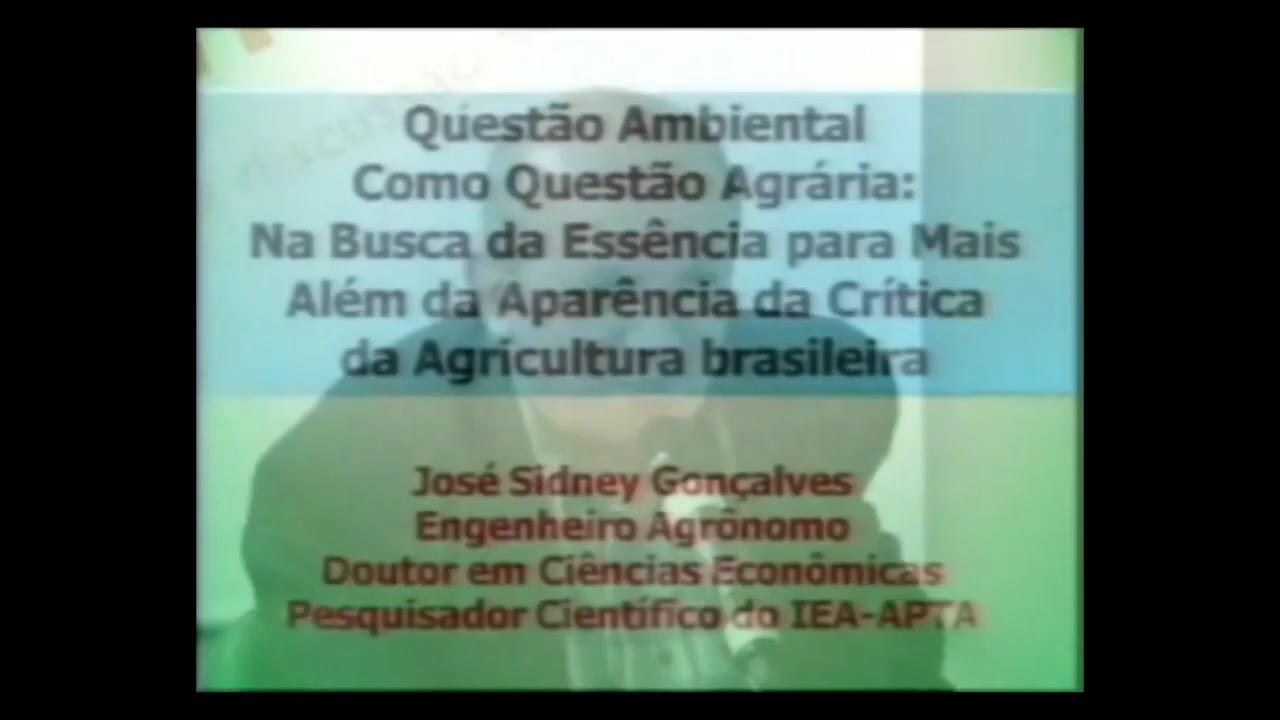 Questão Ambiental
Como Questão Agrária:
Na Busca da Essência para Mais
Além da Aparência da Crítica
da Agricultura brasileira
José Sidney Gonçalves
Engenheiro Agrônomo
Doutor em Ciências Econômicas
Pesquisador Científico do IEA-APTA